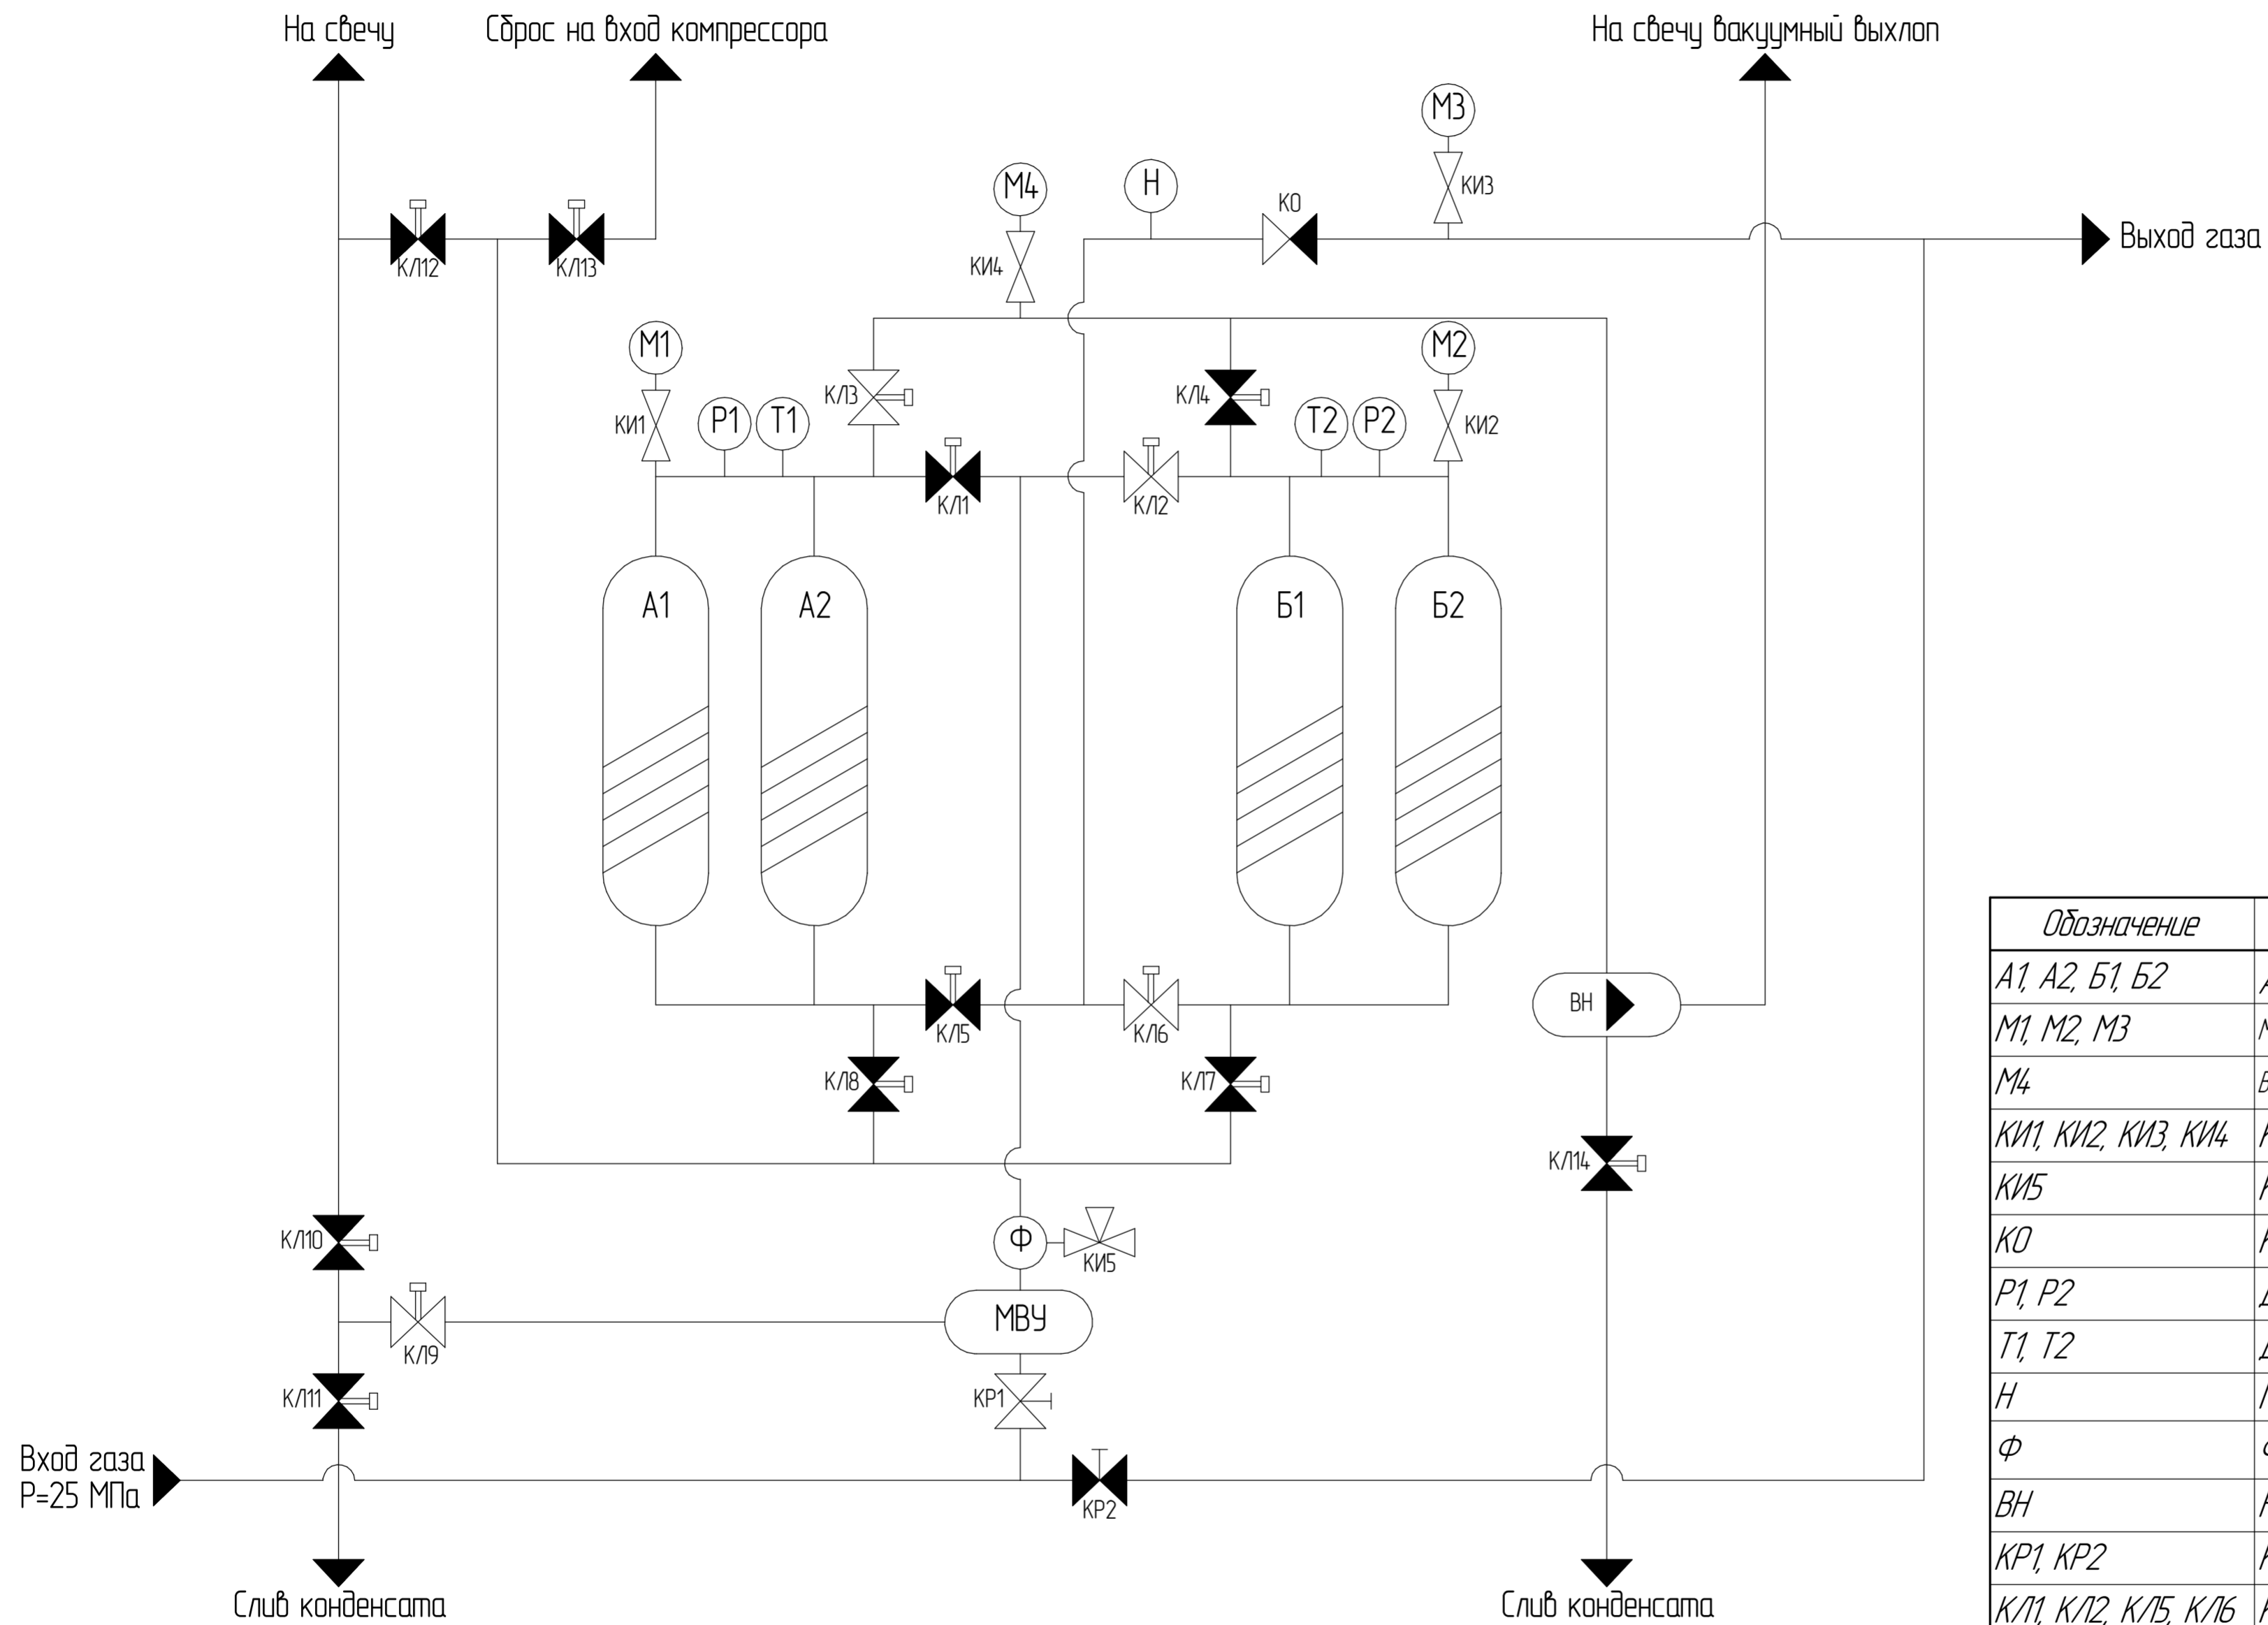 На свечу
Сброс на вход компрессора
На свечу вакуумный выхлоп
М3
М4
Н
КО
КИ3
Выход газа
КИ4
КЛ12
КЛ13
М1
М2
КЛ3
КЛ4
КИ1
Р1
Т1
Т2
Р2
КИ2
КЛ1
КЛ2
А1
А2
Б1
Б2
ВН
КЛ5
КЛ6
КЛ8
КЛ7
КЛ14
КЛ10
Ф
КИ5
МВУ
КЛ9
КЛ11
КР1
Вход газа
Р=25 МПа
КР2
Слив конденсата
Слив конденсата
Обозначение
А1, А2, Б1, Б2
М1, М2, М3
М4
КИ1, КИ2, КИ3, КИ4
КИ5
КО
Р1, Р2
Т1, Т2
Н
Ф
ВН
КР1, КР2
КЛ1, КЛ2, КЛ5, КЛ6